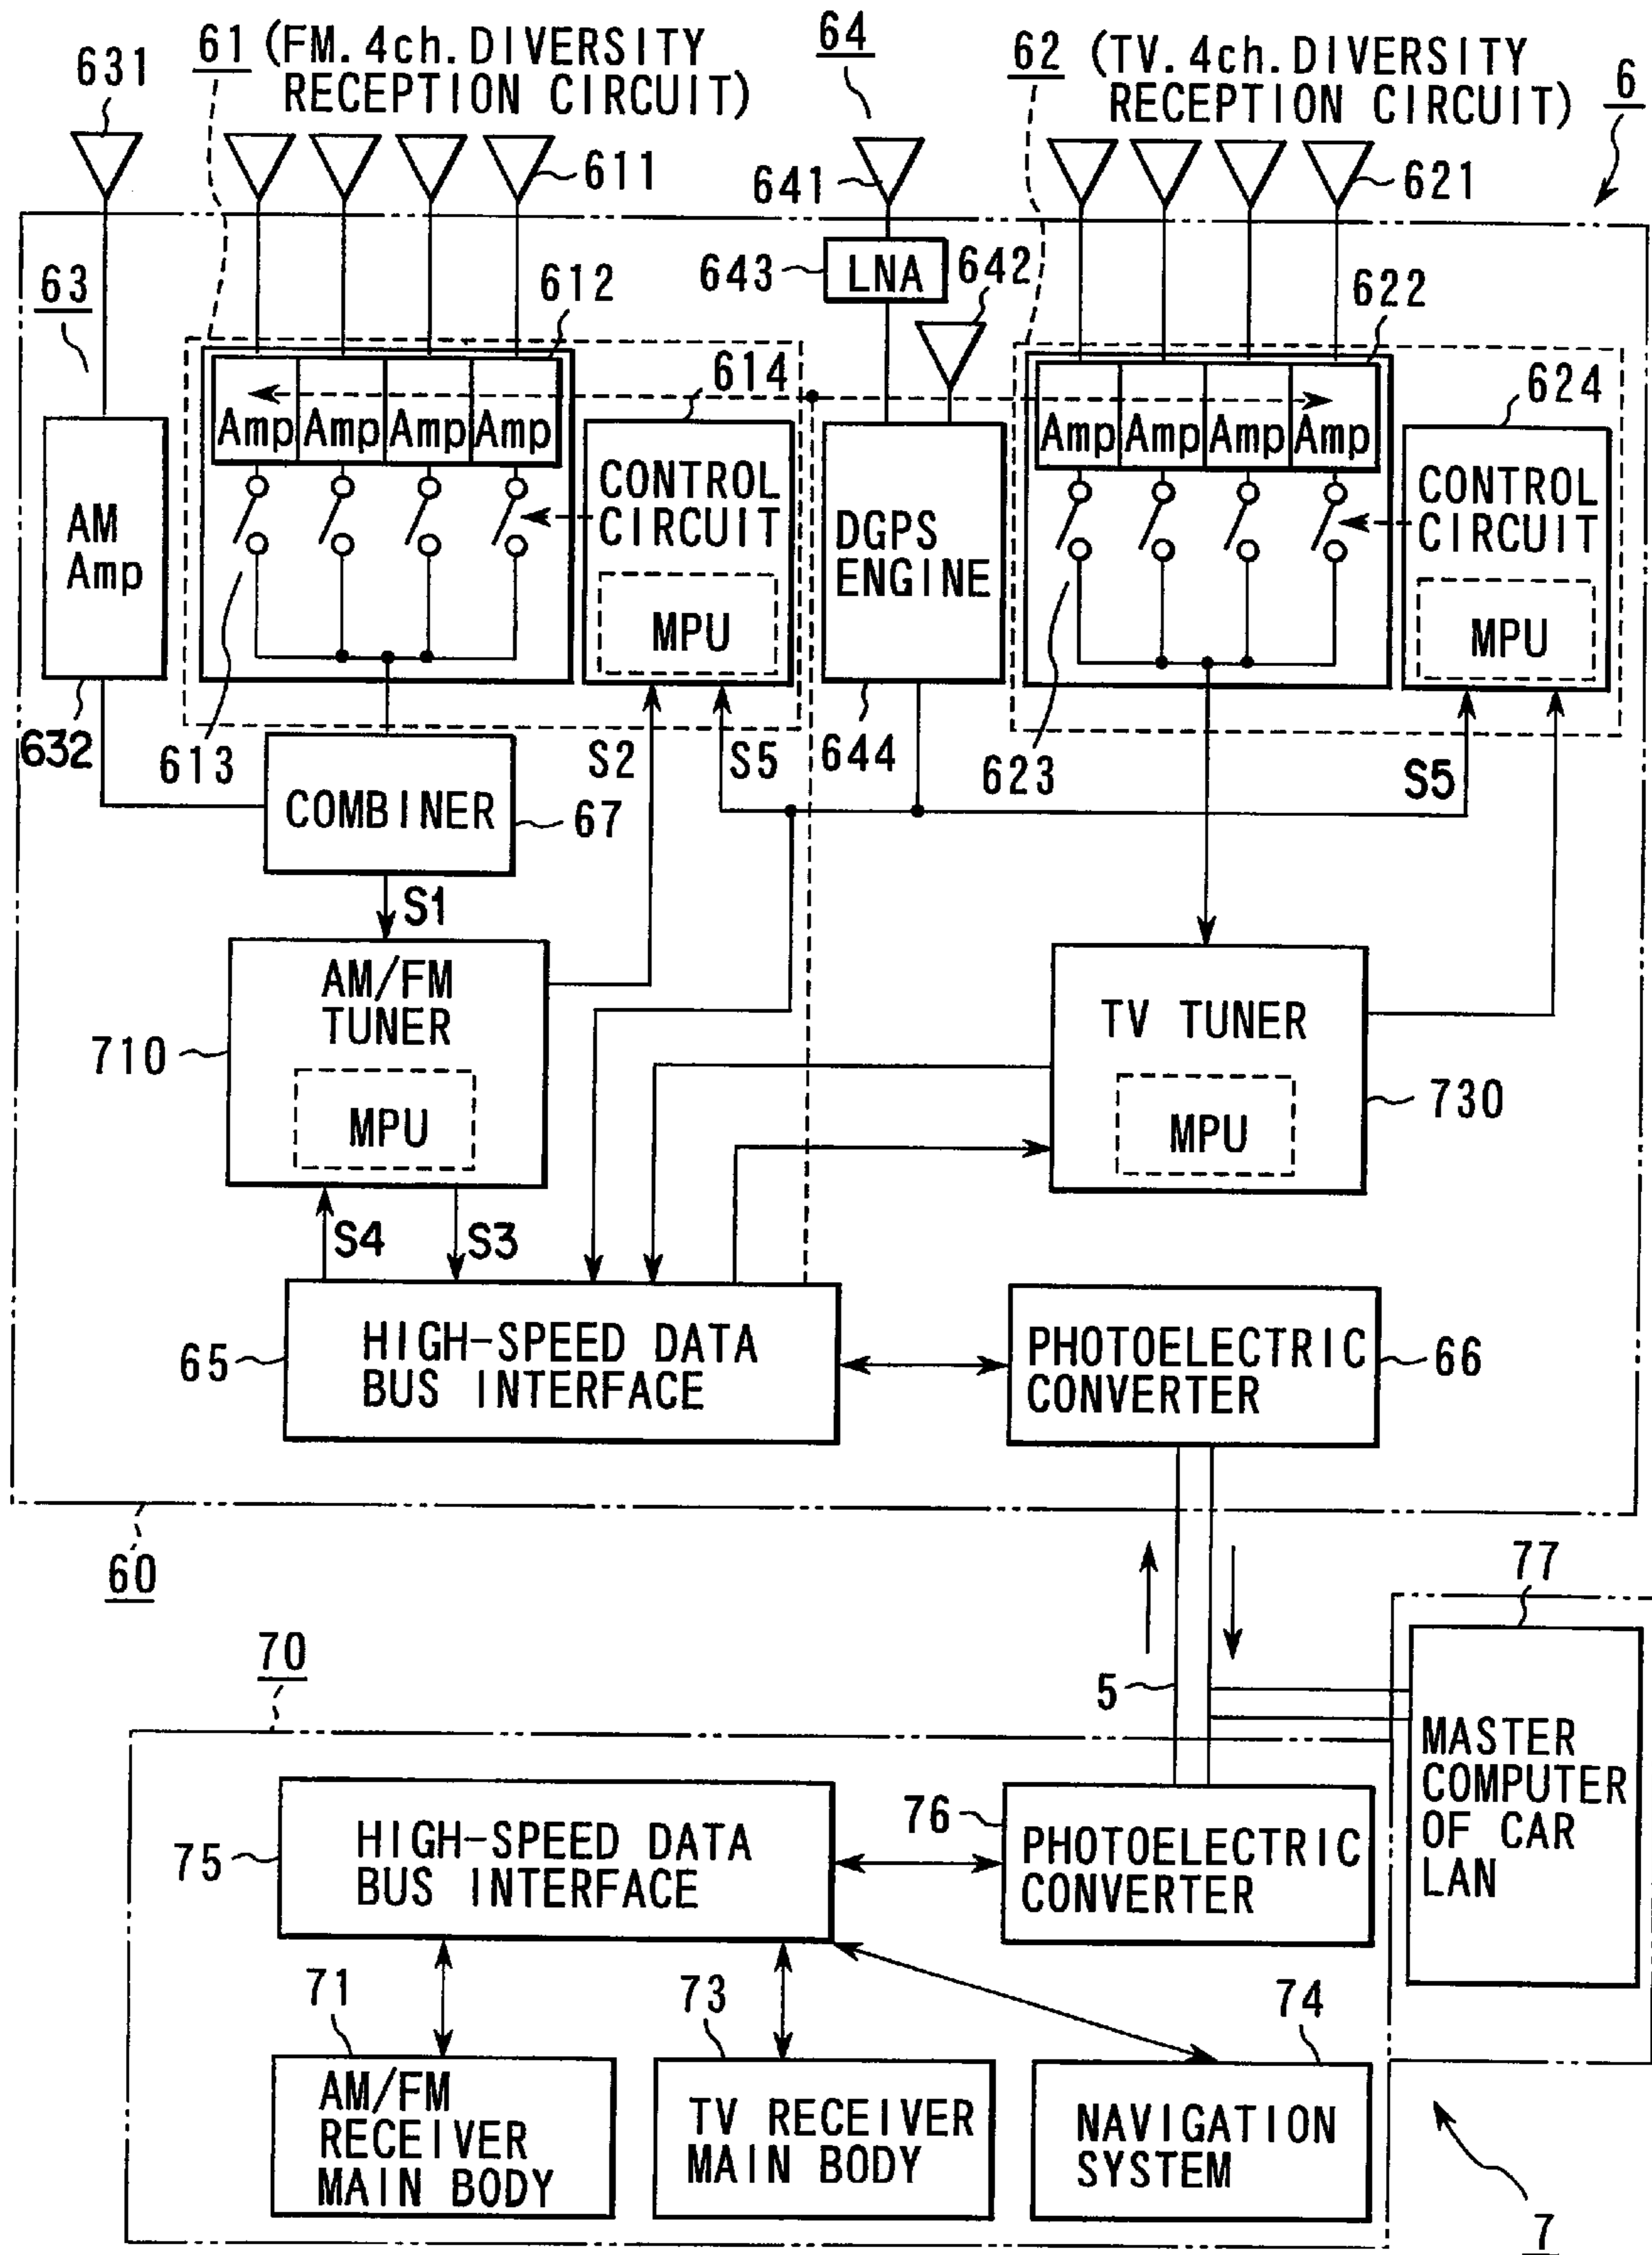 631
61 (FM.4ch.DIVERSITY
RECEPTION CIRCUIT)
64
62 (TV.4ch.DIVERSITY
RECEPTION CIRCUIT)
6
611
641
621
63
612
643
LNA
642
622
614
624
Amp Amp Amp Amp
Amp Amp Amp Amp
AM
Amp
CONTROL
CIRCUIT
MPU
DGPS
ENGINE
CONTROL
CIRCUIT
MPU
632
613
S2
S5
644
623
S5
COMBINER
67
S1
AM/FM
TUNER
MPU
710
TV TUNER
MPU
730
S4
S3
65
HIGH-SPEED DATA
BUS INTERFACE
PHOTOELECTRIC
CONVERTER
66
60
77
70
5
MASTER
COMPUTER
OF CAR
LAN
75
HIGH-SPEED DATA
BUS INTERFACE
76
PHOTOELECTRIC
CONVERTER
71
73
74
AM/FM
RECEIVER
MAIN BODY
TV RECEIVER
MAIN BODY
NAVIGATION
SYSTEM
7